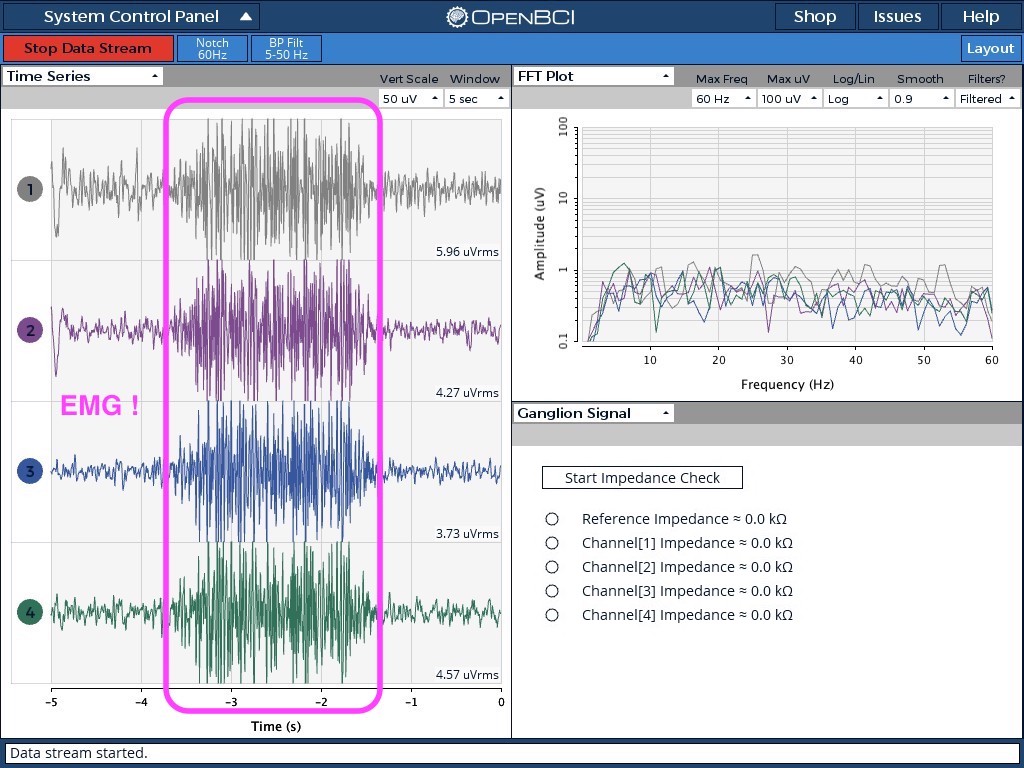 System Control Panel
OpenBCI
Shop
Issues
Help
Stop Data Stream
Notch
60Hz
BP Filt
5-50 Hz
Layout
Time Series
Vert Scale
Window
50 uV
5 sec
1
5.96 uVrms
2
4.27 uVrms
EMG !
3
3.73 uVrms
4
4.57 uVrms
-5 -4 -3 -2 -1 0
Time (s)
FFT Plot
Max Freq
Max uV
Log/Lin
Smooth
Filters?
60 Hz
100 uV
Log
0.9
Filtered
100
10
1
0.1
Amplitude (uV)
10 20 30 40 50 60
Frequency (Hz)
Ganglion Signal
Start Impedance Check
Reference Impedance ≈ 0.0 kΩ
Channel[1] Impedance ≈ 0.0 kΩ
Channel[2] Impedance ≈ 0.0 kΩ
Channel[3] Impedance ≈ 0.0 kΩ
Channel[4] Impedance ≈ 0.0 kΩ
Data stream started.